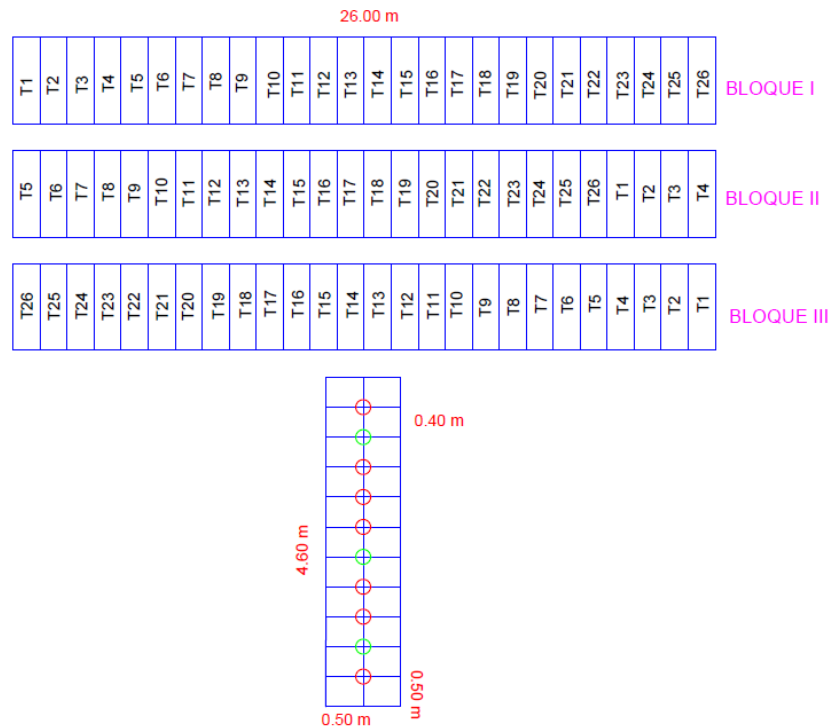 26.00 m
T1 T2 T3 T4 T5 T6 T7 T8 T9 T10 T11 T12 T13 T14 T15 T16 T17 T18 T19 T20 T21 T22 T23 T24 T25 T26 BLOQUE I
T5 T6 T7 T8 T9 T10 T11 T12 T13 T14 T15 T16 T17 T18 T19 T20 T21 T22 T23 T24 T25 T26 T1 T2 T3 T4 BLOQUE II
T26 T25 T24 T23 T22 T21 T20 T19 T18 T17 T16 T15 T14 T13 T12 T11 T10 T9 T8 T7 T6 T5 T4 T3 T2 T1 BLOQUE III
0.40 m
4.60 m
0.50 m
0.50 m